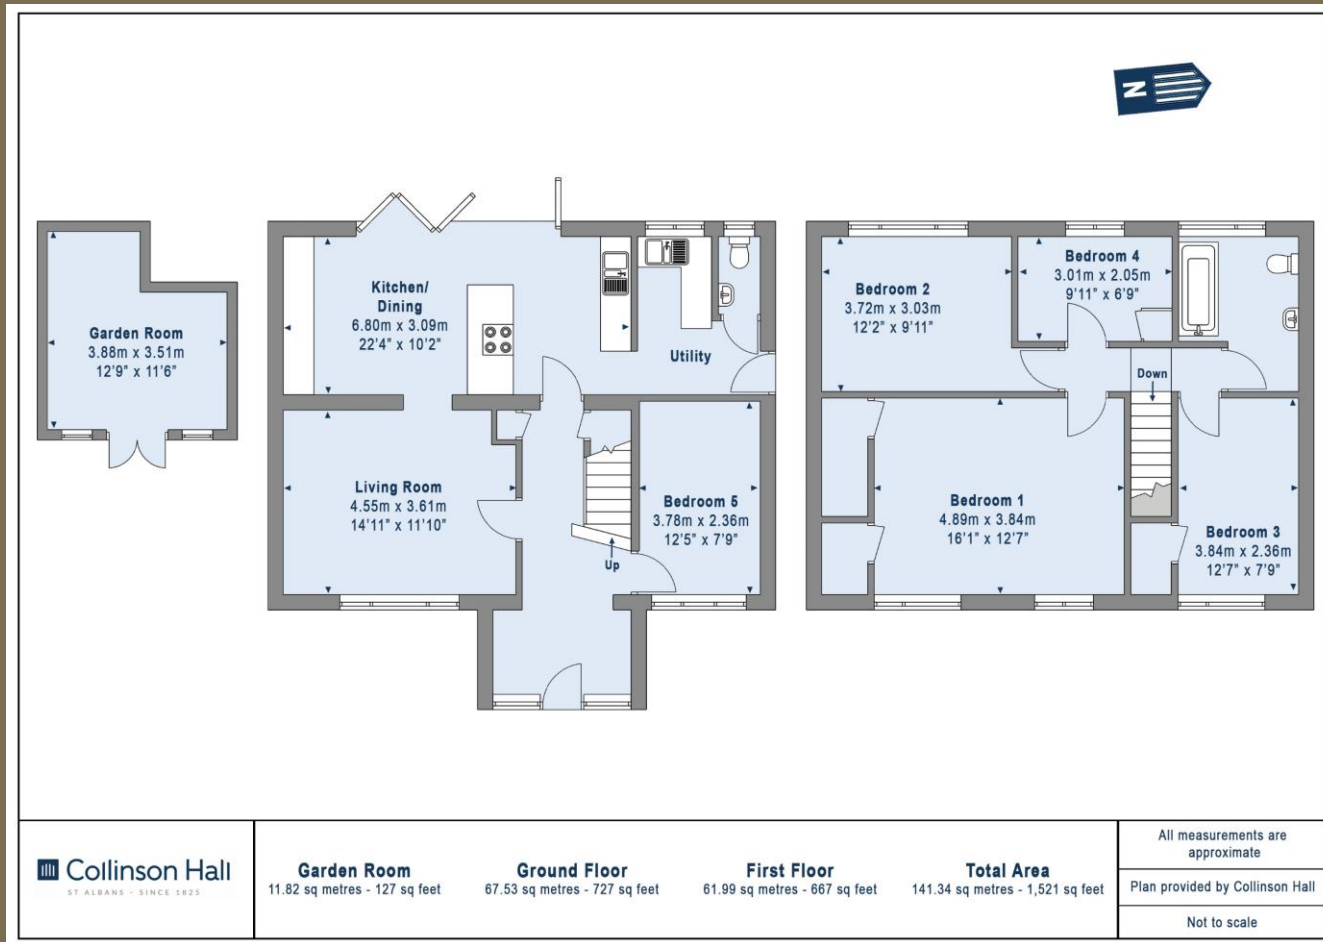 N
Garden Room
3.88m x 3.51m
12'9" x 11'6"
Kitchen/
Dining
6.80m x 3.09m
22'4" x 10'2"
Utility
Living Room
4.55m x 3.61m
14'11" x 11'10"
Up
Bedroom 5
3.78m x 2.36m
12'5" x 7'9"
Bedroom 2
3.72m x 3.03m
12'2" x 9'11"
Bedroom 4
3.01m x 2.05m
9'11" x 6'9"
Down
Bedroom 1
4.89m x 3.84m
16'1" x 12'7"
Bedroom 3
3.84m x 2.36m
12'7" x 7'9"
Collinson Hall
ST ALBANS - SINCE 1825
Garden Room
11.82 sq metres - 127 sq feet
Ground Floor
67.53 sq metres - 727 sq feet
First Floor
61.99 sq metres - 667 sq feet
Total Area
141.34 sq metres - 1,521 sq feet
All measurements are
approximate
Plan provided by Collinson Hall
Not to scale